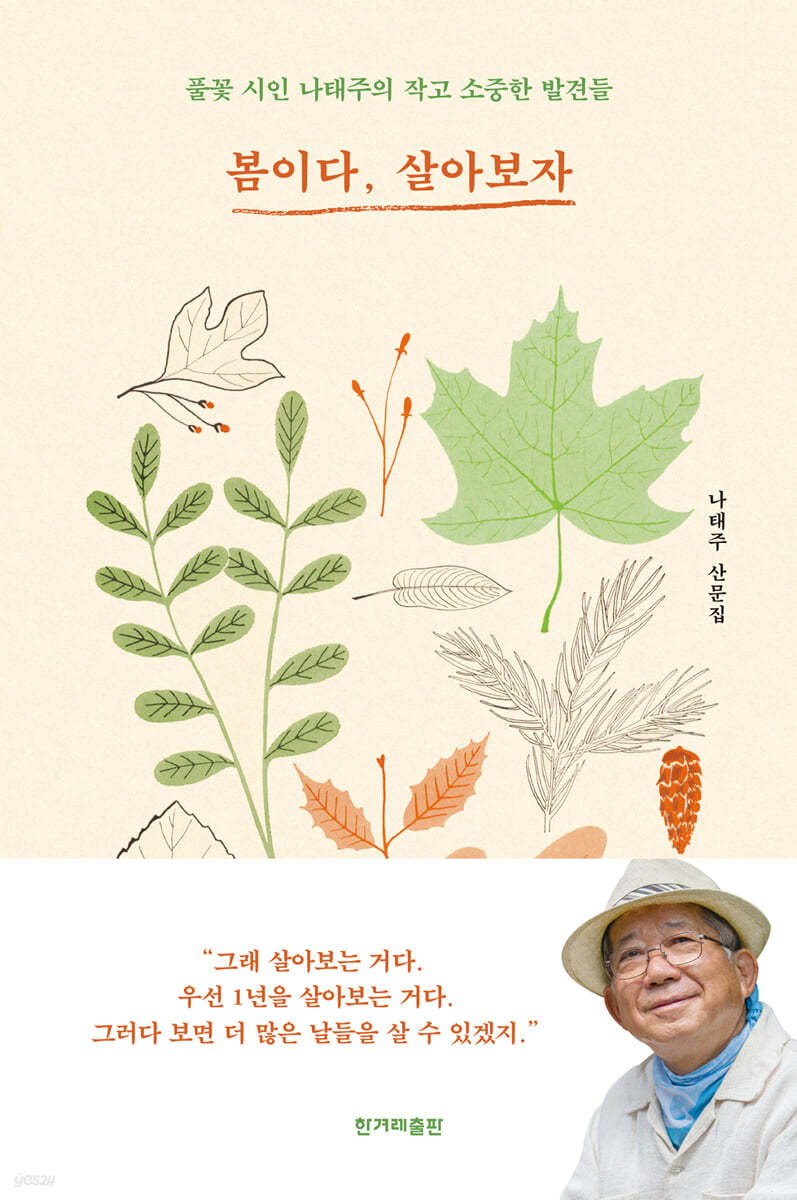 풀꽃 시인 나태주의 작고 소중한 발견들
봄이다, 살아보자
나태주 산문집
“그래 살아보는 거다.
우선 1년을 살아보는 거다.
그러다 보면 더 많은 날들을 살 수 있겠지.”
한겨레출판
yes24